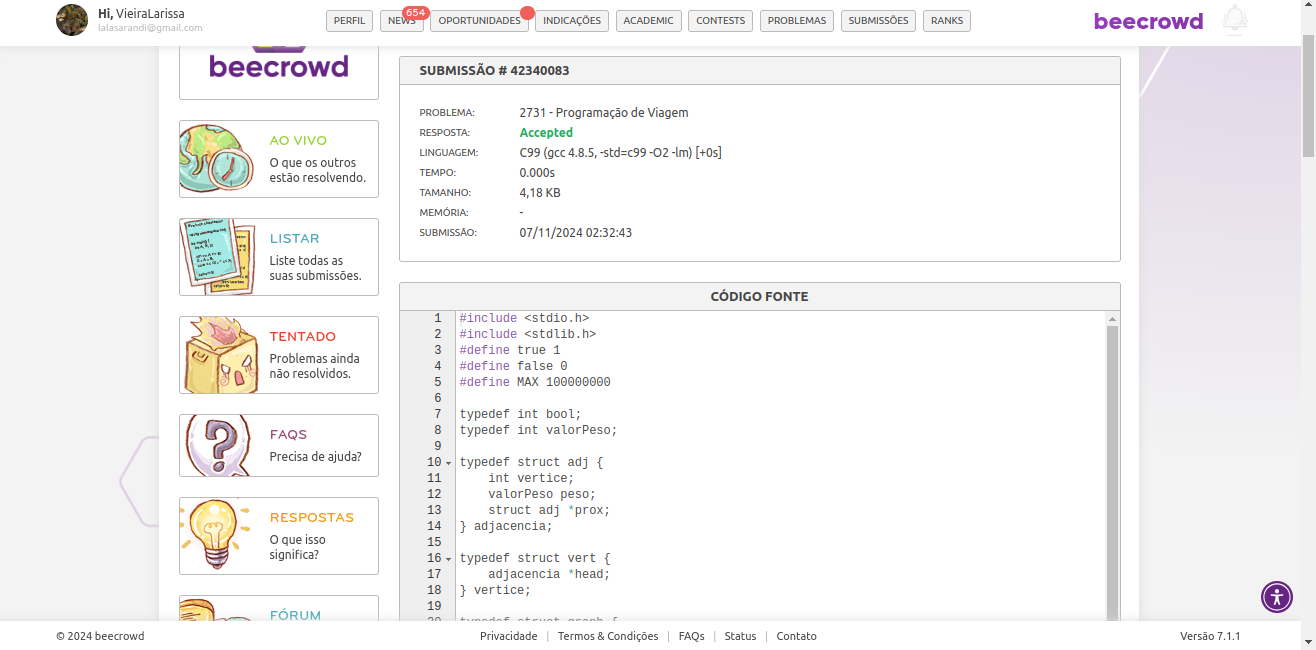 Hi, VieiraLarissa
lalasarandi@gmail.com
PERFIL
NEWS
654
OPORTUNIDADES
INDICAÇÕES
ACADEMIC
CONTESTS
PROBLEMAS
SUBMISSÕES
RANKS
beecrowd
beecrowd
AO VIVO
O que os outros
estão resolvendo.
LISTAR
Liste todas as
suas submissões.
TENTADO
Problemas ainda
não resolvidos.
FAQS
Precisa de ajuda?
RESPOSTAS
O que isso
significa?
FÓRUM
SUBMISSÃO # 42340083
PROBLEMA: 2731 - Programação de Viagem
RESPOSTA: Accepted
LINGUAGEM: C99 (gcc 4.8.5, -std=c99 -O2 -lm) [+0s]
TEMPO: 0.000s
TAMANHO: 4,18 KB
MEMÓRIA: -
SUBMISSÃO: 07/11/2024 02:32:43
CÓDIGO FONTE
1 #include <stdio.h>
2 #include <stdlib.h>
3 #define true 1
4 #define false 0
5 #define MAX 100000000
6
7 typedef int bool;
8 typedef int valorPeso;
9
10 typedef struct adj {
11 int vertice;
12 valorPeso peso;
13 struct adj *prox;
14 } adjacencia;
15
16 typedef struct vert {
17 adjacencia *head;
18 } vertice;
19
20 typedef struct graph {
© 2024 beecrowd
Privacidade | Termos & Condições | FAQs | Status | Contato
Versão 7.1.1